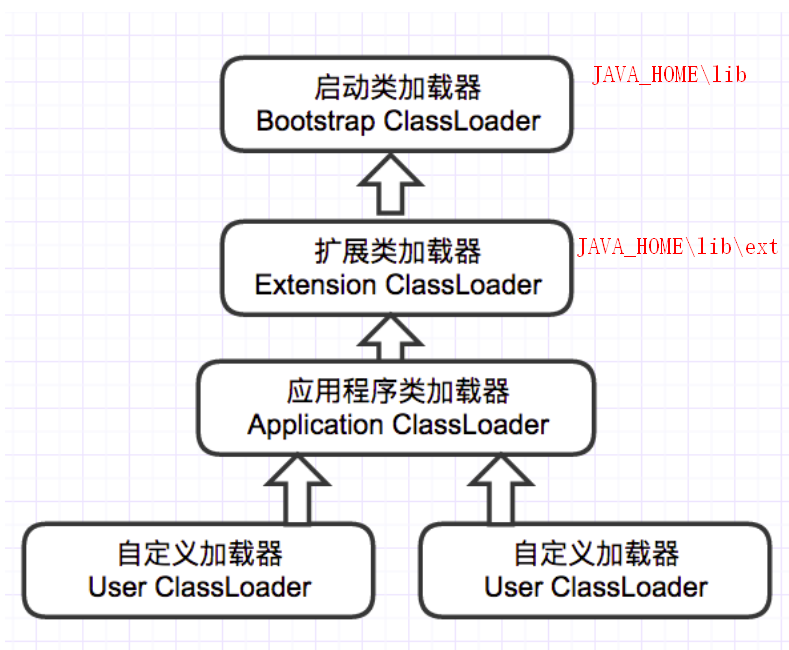 启动类加载器
Bootstrap ClassLoader
JAVA_HOME\lib
扩展类加载器
Extension ClassLoader
JAVA_HOME\lib\ext
应用程序类加载器
Application ClassLoader
自定义加载器
User ClassLoader
自定义加载器
User ClassLoader